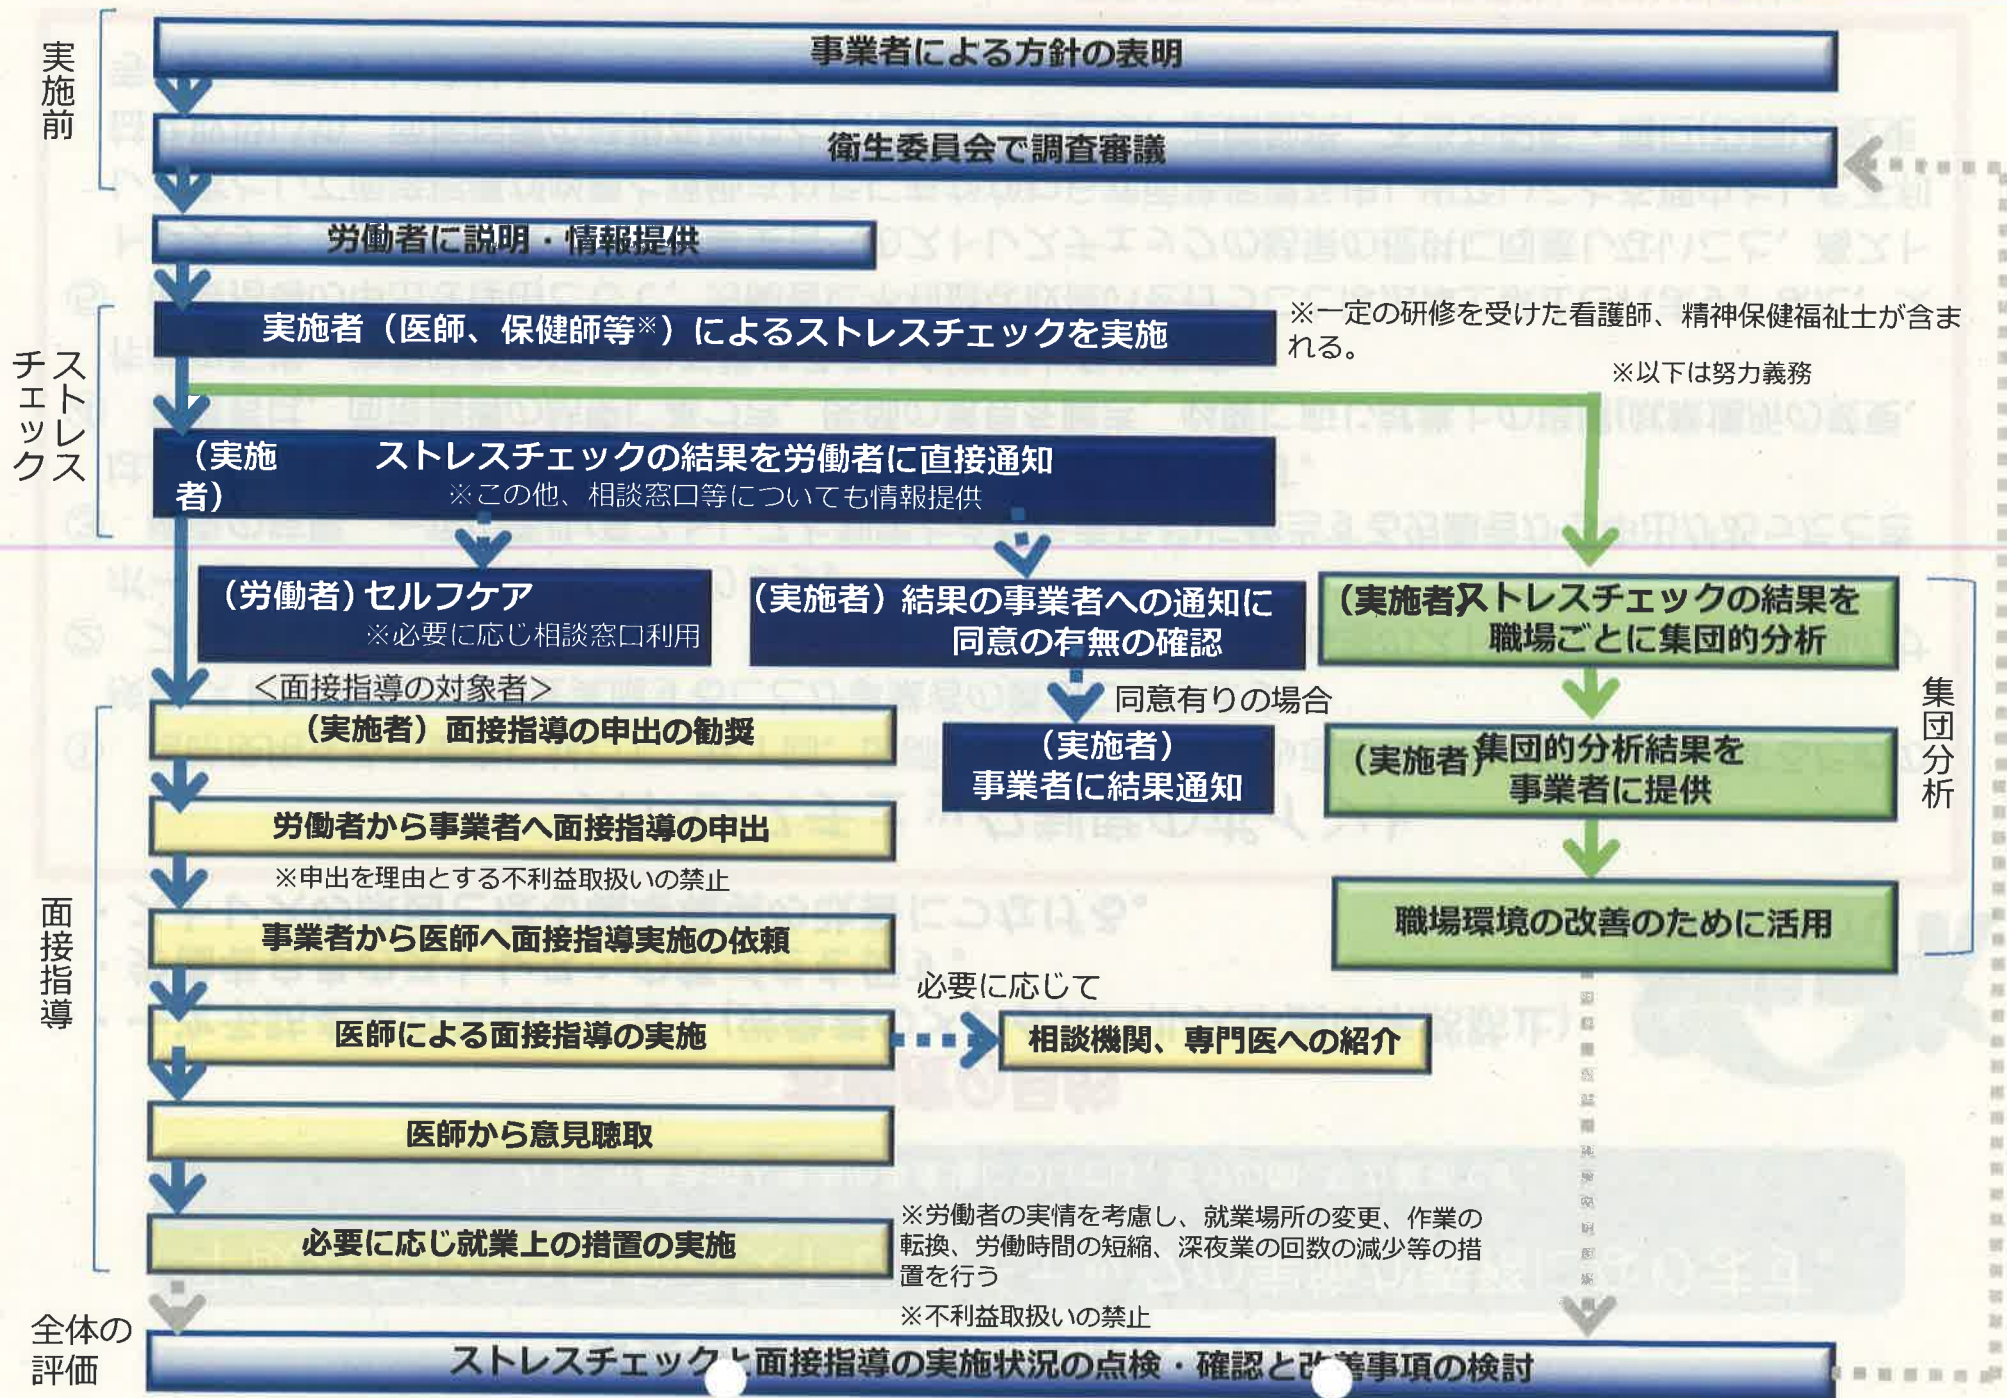 実施前
事業者による方針の表明
衛生委員会で調査審議
労働者に説明・情報提供
ストレス
チェック
実施者（医師、保健師等※）によるストレスチェックを実施
※一定の研修を受けた看護師、精神保健福祉士が含ま
れる。
※以下は努力義務
（実施
者）
ストレスチェックの結果を労働者に直接通知
※この他、相談窓口等についても情報提供
（労働者）セルフケア
※必要に応じ相談窓口利用
（実施者）結果の事業者への通知に
同意の有無の確認
同意有りの場合
（実施者）
事業者に結果通知
集団分析
（実施者）ストレスチェックの結果を
職場ごとに集団的分析
（実施者）集団的分析結果を
事業者に提供
職場環境の改善のために活用
面接指導
＜面接指導の対象者＞
（実施者）面接指導の申出の勧奨
労働者から事業者へ面接指導の申出
※申出を理由とする不利益取扱いの禁止
事業者から医師へ面接指導実施の依頼
医師による面接指導の実施
必要に応じて
相談機関、専門医への紹介
医師から意見聴取
必要に応じ就業上の措置の実施
※労働者の実情を考慮し、就業場所の変更、作業の
転換、労働時間の短縮、深夜業の回数の減少等の措
置を行う
※不利益取扱いの禁止
全体の
評価
ストレスチェックと面接指導の実施状況の点検・確認と改善事項の検討